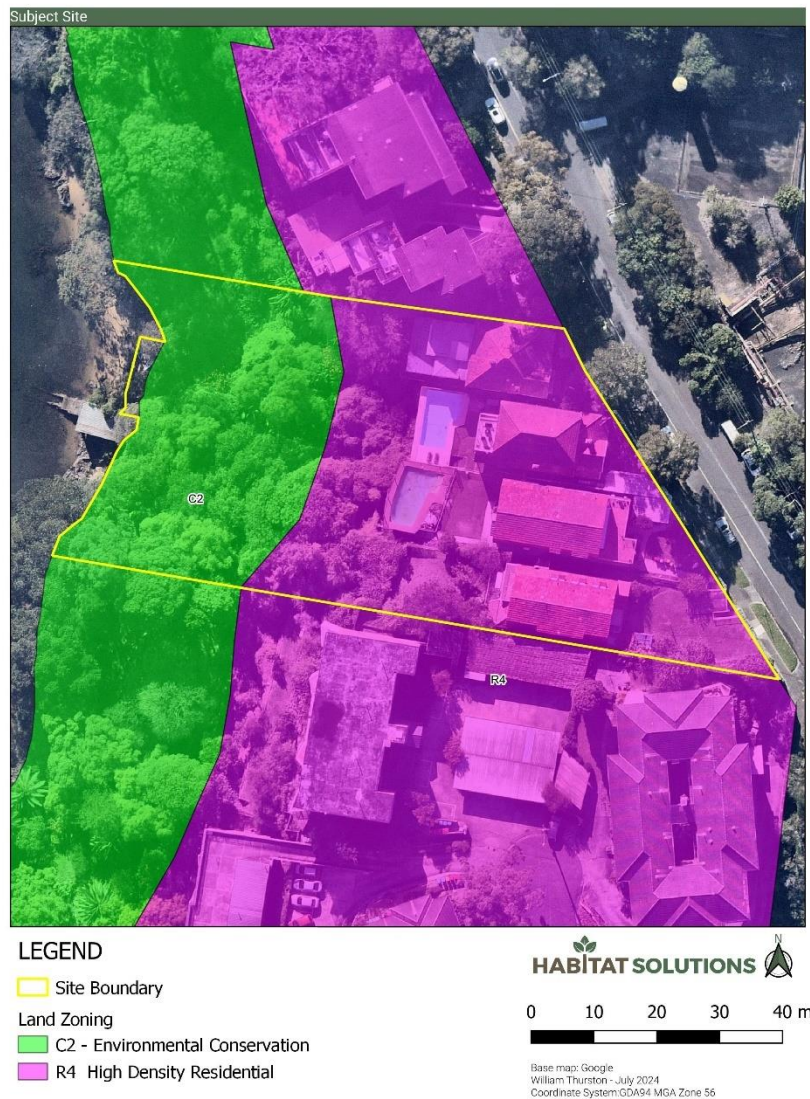 Subject Site
C2
R4
LEGEND
Site Boundary
Land Zoning
C2 - Environmental Conservation
R4 High Density Residential
HABITAT SOLUTIONS
N
0 10 20 30 40 m
Base map: Google
William Thurston - July 2024
Coordinate System:GDA94 MGA Zone 56